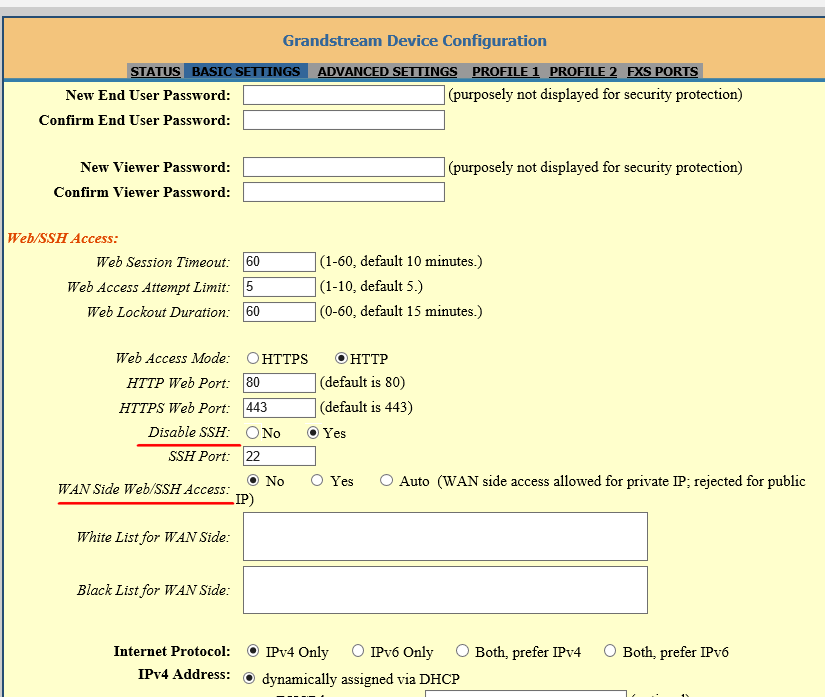 Grandstream Device Configuration
STATUS BASIC SETTINGS ADVANCED SETTINGS PROFILE 1 PROFILE 2 FXS PORTS
New End User Password: (purposely not displayed for security protection)
Confirm End User Password:
New Viewer Password: (purposely not displayed for security protection)
Confirm Viewer Password:
Web/SSH Access:
Web Session Timeout: 60 (1-60, default 10 minutes.)
Web Access Attempt Limit: 5 (1-10, default 5.)
Web Lockout Duration: 60 (0-60, default 15 minutes.)
Web Access Mode: HTTPS HTTP
HTTP Web Port: 80 (default is 80)
HTTPS Web Port: 443 (default is 443)
Disable SSH: No Yes
SSH Port: 22
WAN Side Web/SSH Access: No Yes Auto (WAN side access allowed for private IP; rejected for public
IP)
White List for WAN Side:
Black List for WAN Side:
Internet Protocol: IPv4 Only IPv6 Only Both, prefer IPv4 Both, prefer IPv6
IPv4 Address: dynamically assigned via DHCP